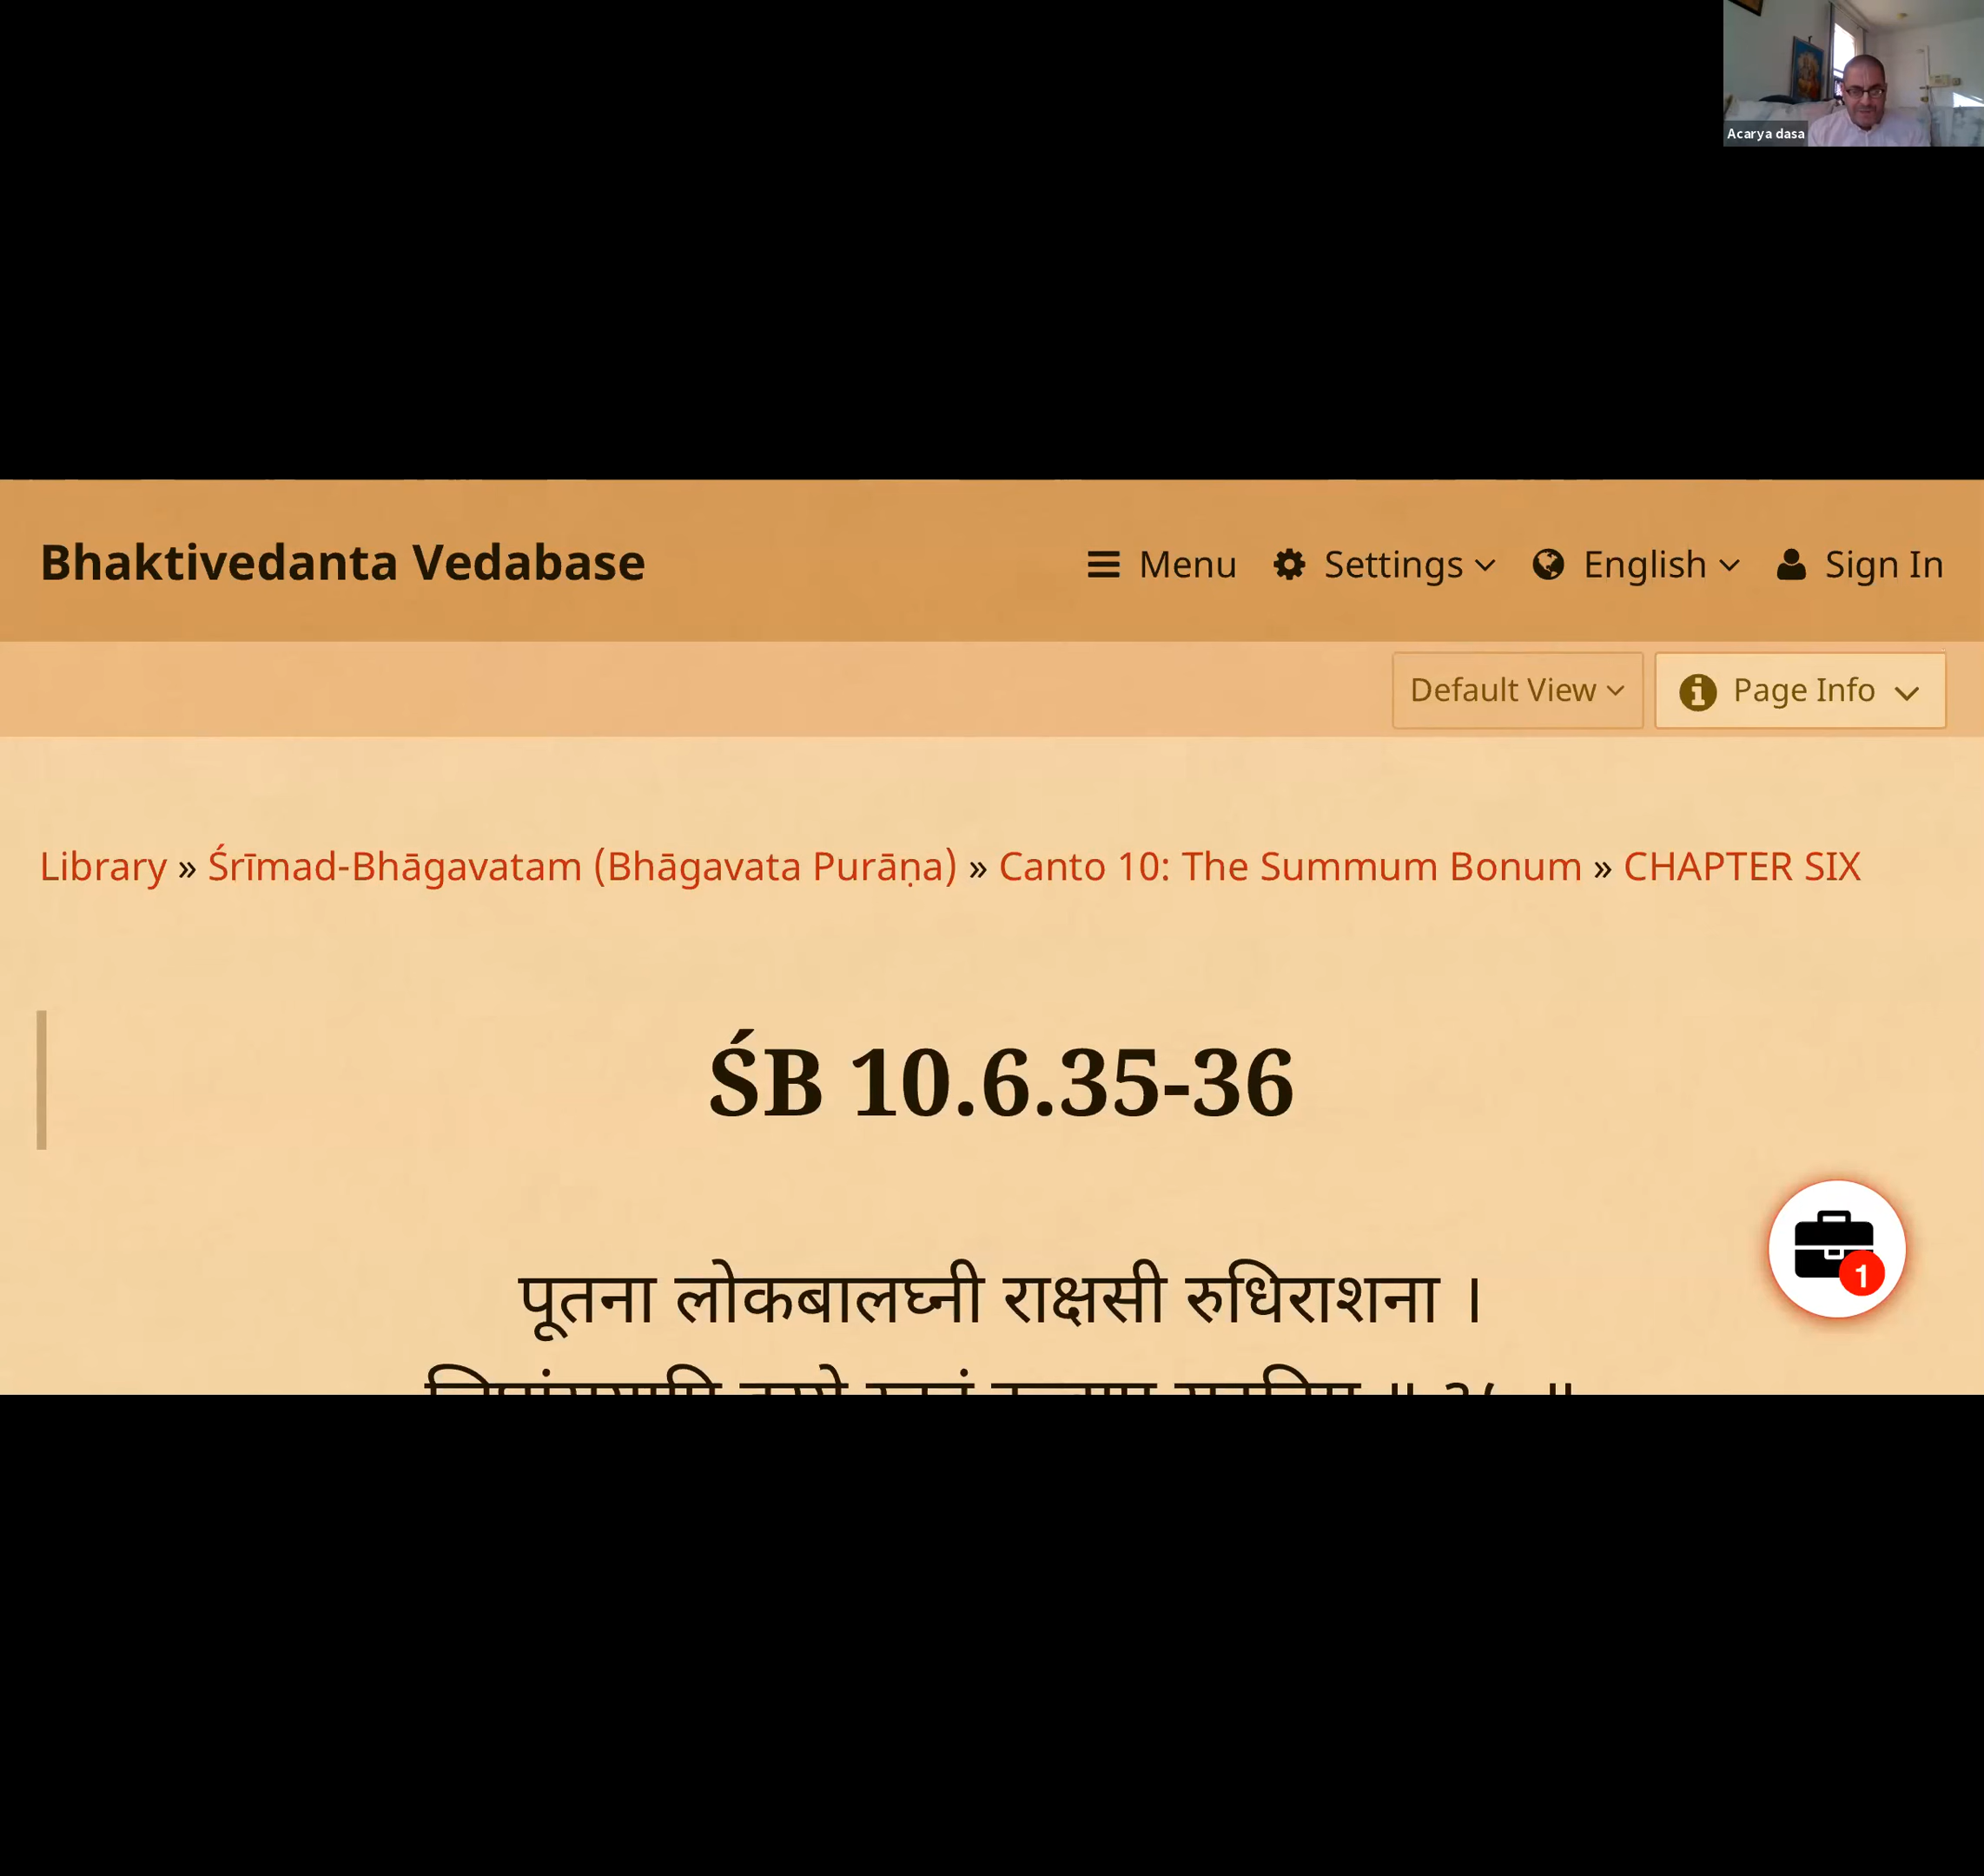 Acarya dasa
Bhaktivedanta Vedabase Menu Settings English Sign In
Default View Page Info
Library » Śrīmad-Bhāgavatam (Bhāgavata Purāṇa) » Canto 10: The Summum Bonum » CHAPTER SIX
ŚB 10.6.35-36
1
पूतना लोकबालघ्नी राक्षसी रुधिराशना ।